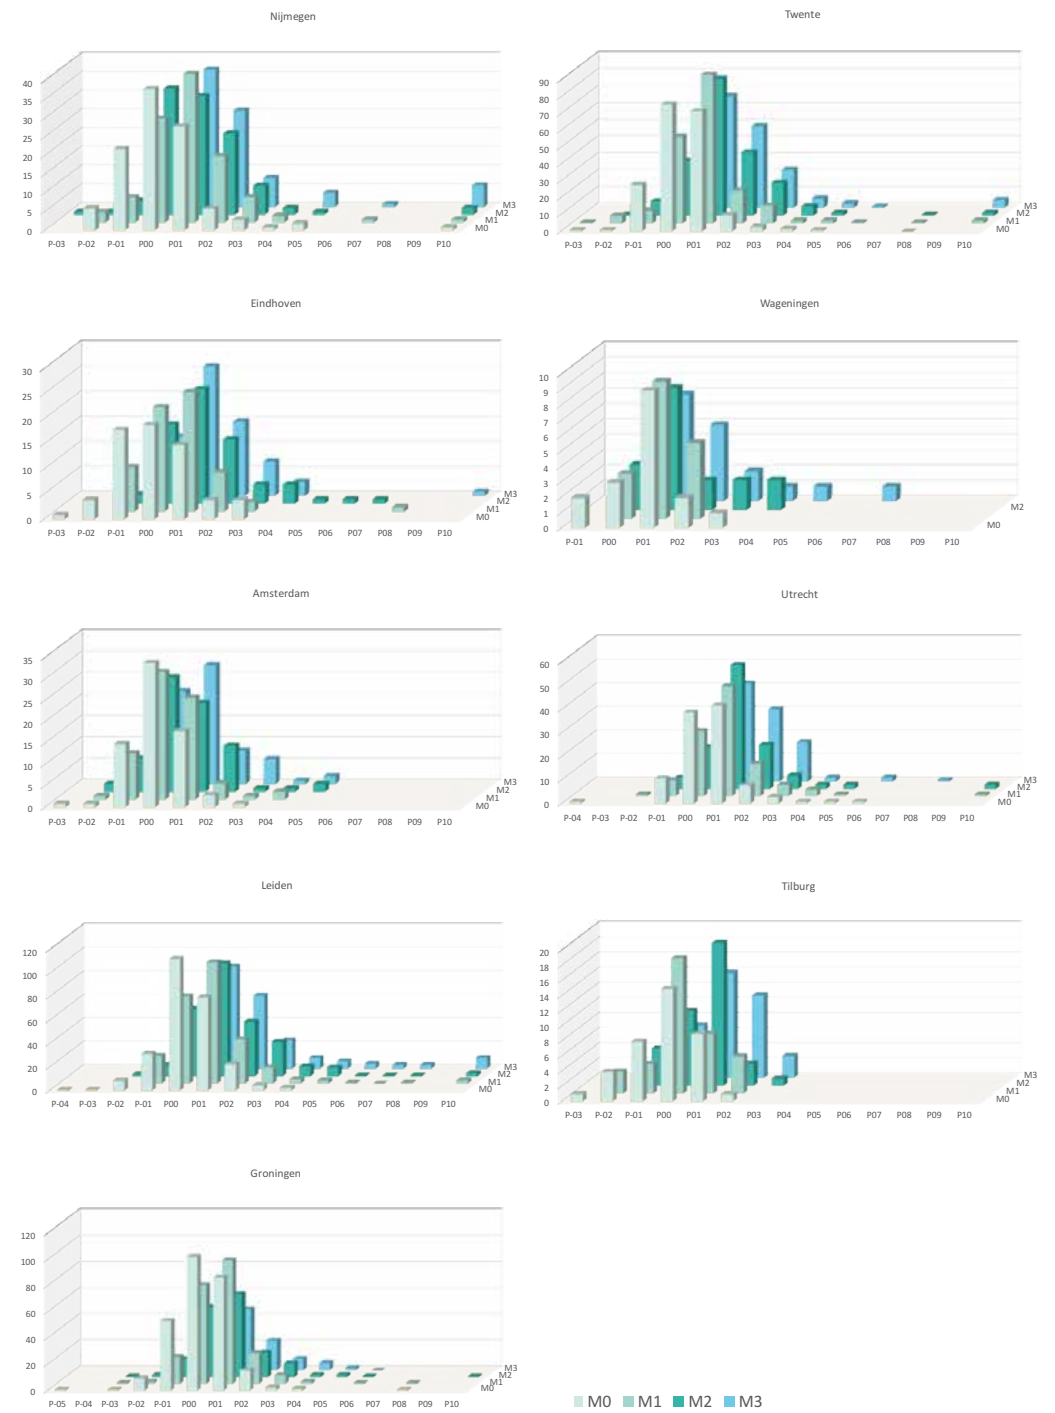 Nijmegen
40
35
30
25
20
15
10
5
0
M3
M2
M1
M0
P-03 P-02 P-01 P00 P01 P02 P03 P04 P05 P06 P07 P08 P09 P10
Twente
90
80
70
60
50
40
30
20
10
0
M3
M2
M1
M0
P-03 P-02 P-01 P00 P01 P02 P03 P04 P05 P06 P07 P08 P09 P10
Eindhoven
30
25
20
15
10
5
0
M3
M2
M1
M0
P-03 P-02 P-01 P00 P01 P02 P03 P04 P05 P06 P07 P08 P09 P10
Wageningen
10
9
8
7
6
5
4
3
2
1
0
M2
M0
P-01 P00 P01 P02 P03 P04 P05 P06 P07 P08 P09 P10
Amsterdam
35
30
25
20
15
10
5
0
M3
M2
M1
M0
P-03 P-02 P-01 P00 P01 P02 P03 P04 P05 P06 P07 P08 P09 P10
Utrecht
60
50
40
30
20
10
0
M3
M2
M1
M0
P-04 P-03 P-02 P-01 P00 P01 P02 P03 P04 P05 P06 P07 P08 P09 P10
Leiden
120
100
80
60
40
20
0
M3
M2
M1
M0
P-04 P-03 P-02 P-01 P00 P01 P02 P03 P04 P05 P06 P07 P08 P09 P10
Tilburg
20
18
16
14
12
10
8
6
4
2
0
M3
M2
M1
M0
P-03 P-02 P-01 P00 P01 P02 P03 P04 P05 P06 P07 P08 P09 P10
Groningen
120
100
80
60
40
20
0
M3
M2
M1
M0
P-05 P-04 P-03 P-02 P-01 P00 P01 P02 P03 P04 P05 P06 P07 P08 P09 P10
M0 M1 M2 M3